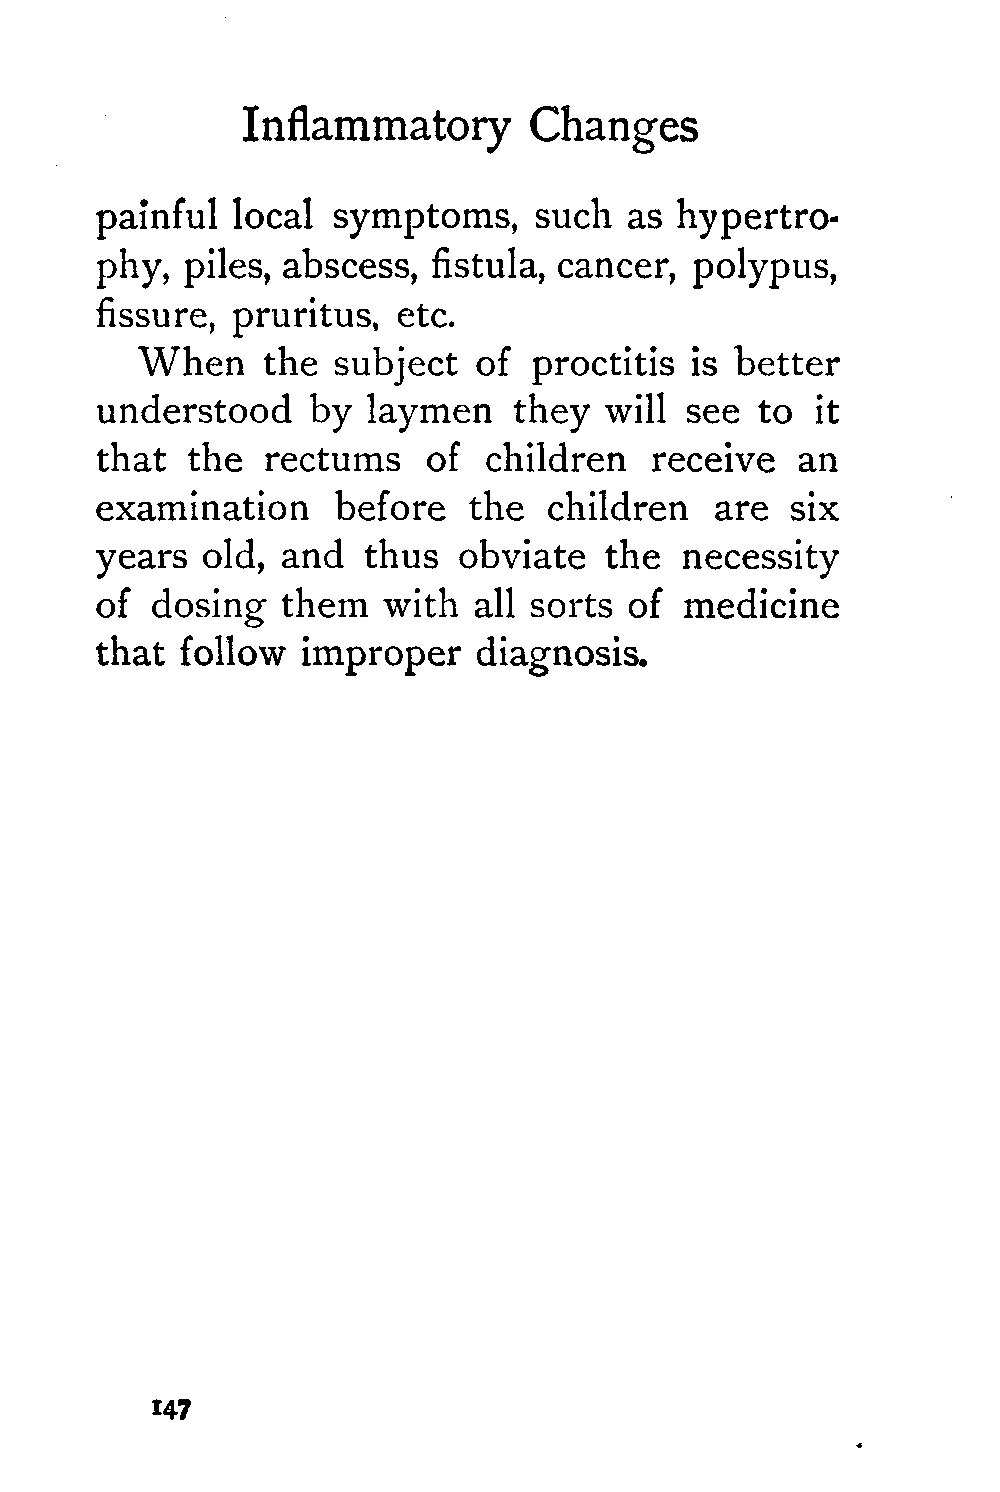 Inflammatory Changes
painful local symptoms, such as hypertro-
phy, piles, abscess, fistula, cancer, polypus,
fissure, pruritus, etc.
When the subject of proctitis is better
understood by laymen they will see to it
that the rectums of children receive an
examination before the children are six
years old, and thus obviate the necessity
of dosing them with all sorts of medicine
that follow improper diagnosis.
147